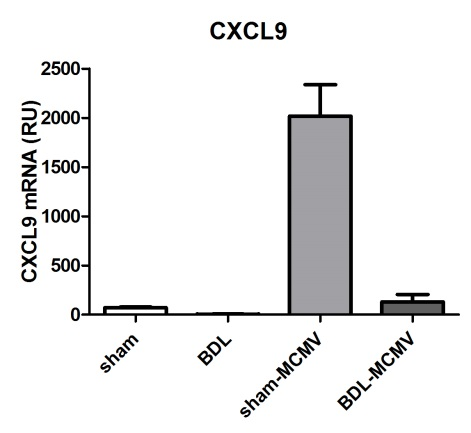 CXCL9
CXCL9 mRNA (RU)
2500
2000
1500
1000
500
0
sham
BDL
sham-MCMV
BDL-MCMV